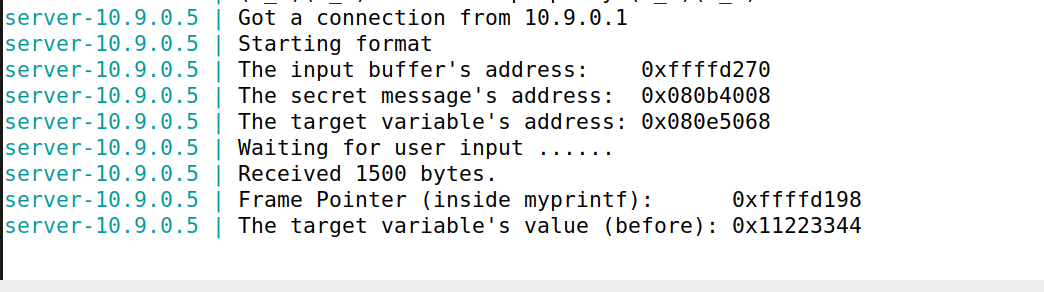 server-10.9.0.5 | Got a connection from 10.9.0.1
server-10.9.0.5 | Starting format
server-10.9.0.5 | The input buffer's address:    0xffffd270
server-10.9.0.5 | The secret message's address:  0x080b4008
server-10.9.0.5 | The target variable's address: 0x080e5068
server-10.9.0.5 | Waiting for user input ......
server-10.9.0.5 | Received 1500 bytes.
server-10.9.0.5 | Frame Pointer (inside myprintf):      0xffffd198
server-10.9.0.5 | The target variable's value (before): 0x11223344